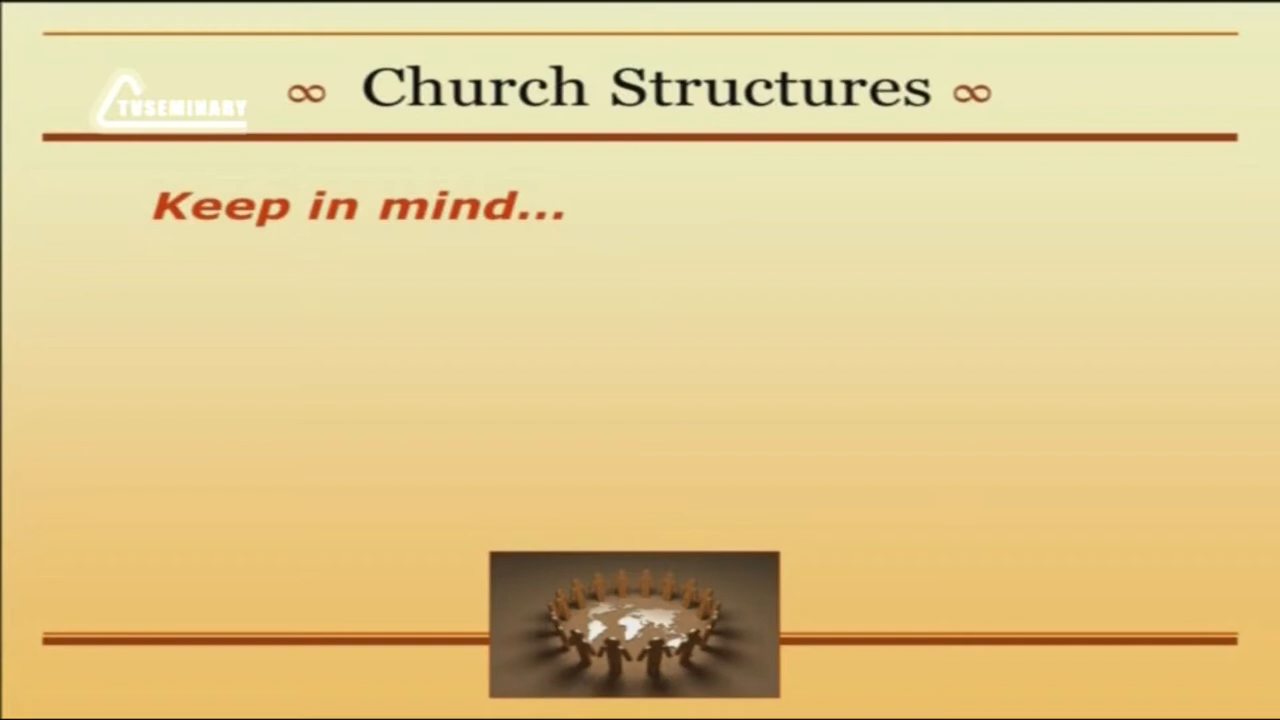 ∞ Church Structures ∞
TVSEMINARY
Keep in mind...